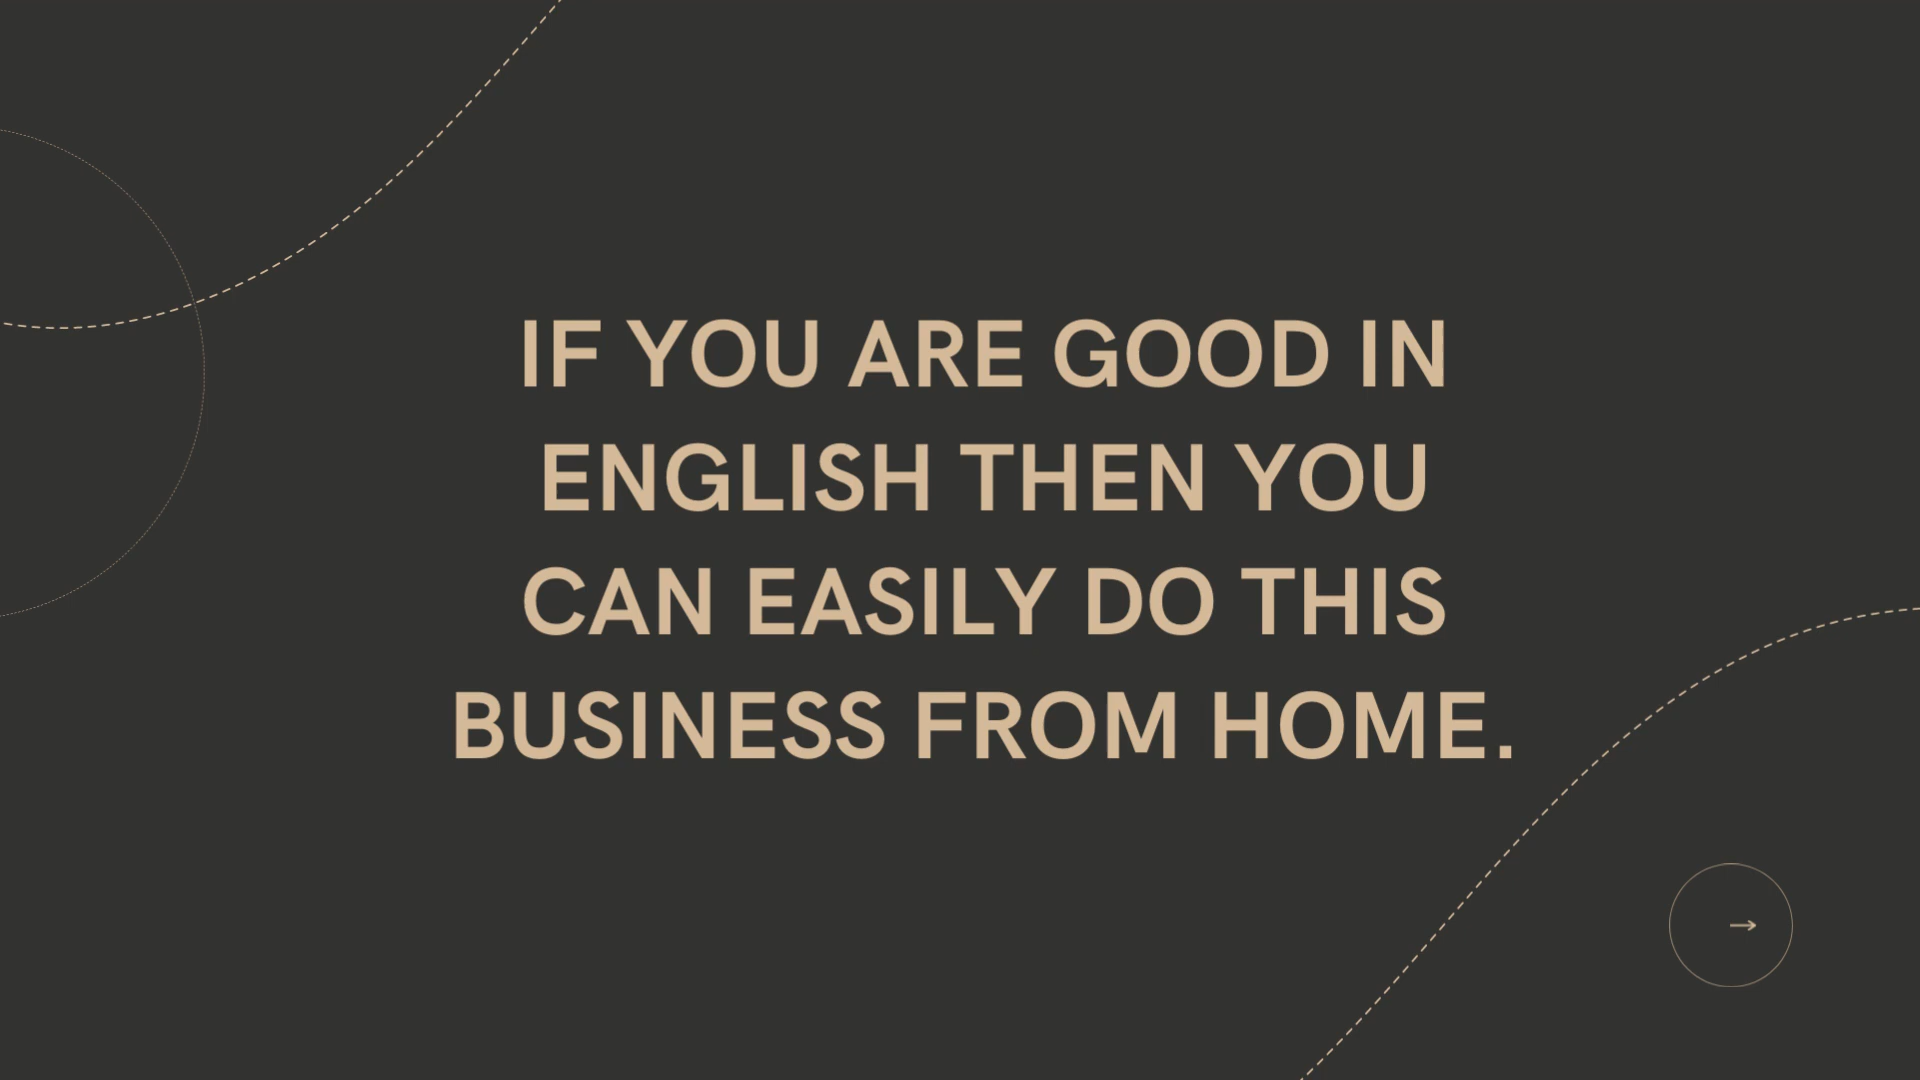 IF YOU ARE GOOD IN
ENGLISH THEN YOU
CAN EASILY DO THIS
BUSINESS FROM HOME.